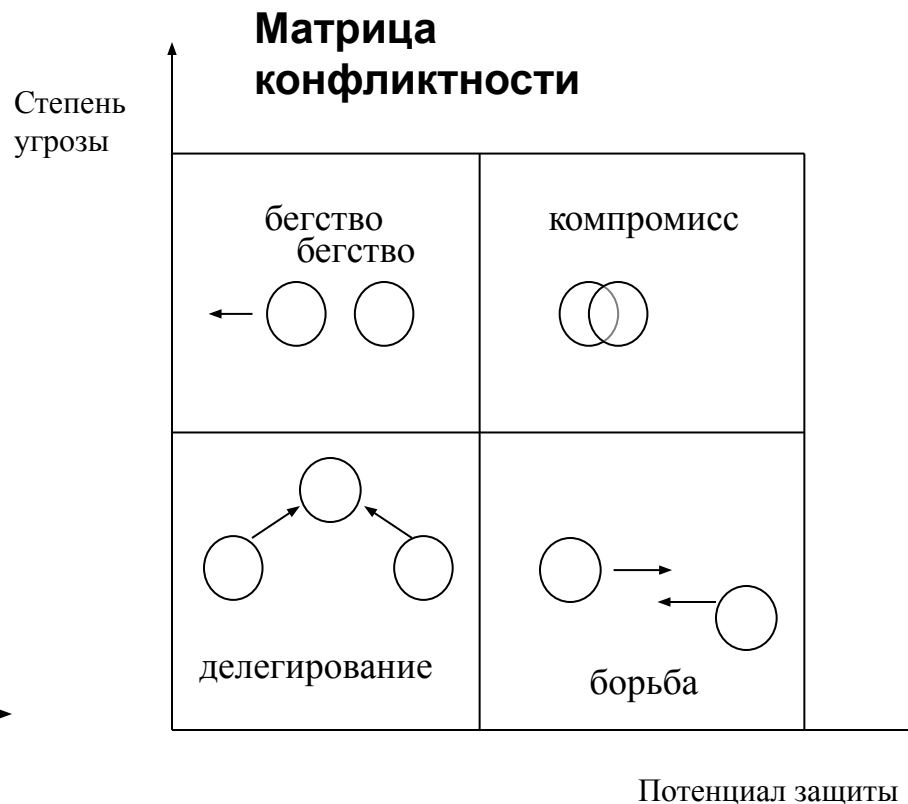 Матрица
конфликтности
Степень
угрозы
бегство
бегство
компромисс
делегирование
борьба
Потенциал защиты